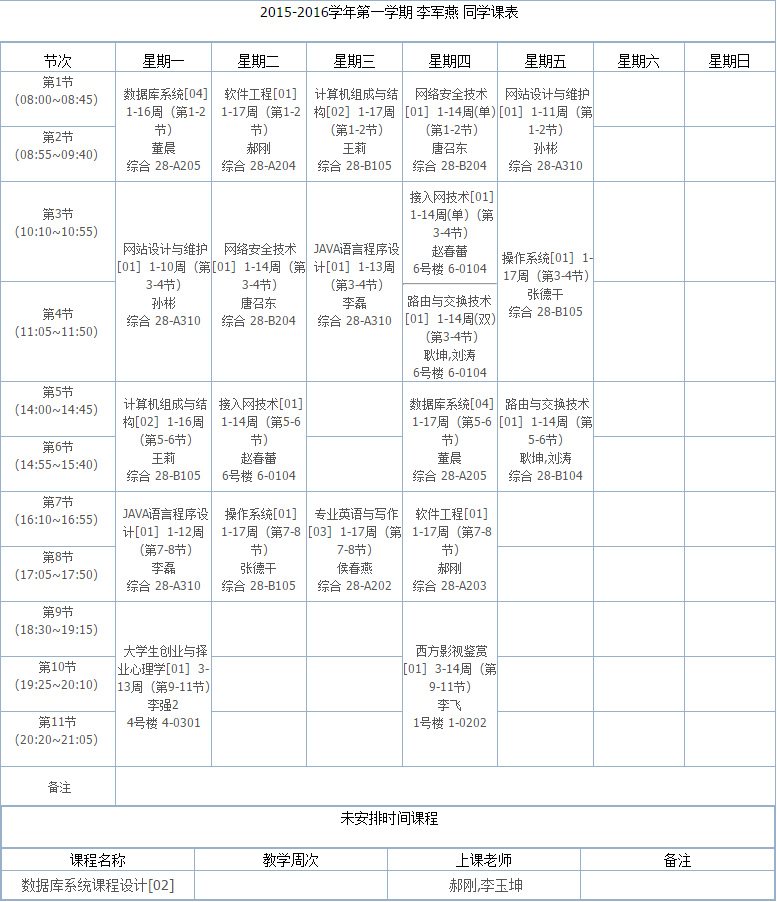 2015-2016学年第一学期 李军燕 同学课表
节次 星期一 星期二 星期三 星期四 星期五 星期六 星期日
第1节
(08:00~08:45)
第2节
(08:55~09:40)
数据库系统[04]
1-16周（第1-2
节）
董晨
综合 28-A205
软件工程[01]
1-17周（第1-2
节）
郝刚
综合 28-A204
计算机组成与结
构[02] 1-17周
（第1-2节）
王莉
综合 28-B105
网络安全技术
[01] 1-14周(单)
（第1-2节）
唐召东
综合 28-B204
网站设计与维护
[01] 1-11周（第
1-2节）
孙彬
综合 28-A310
第3节
(10:10~10:55)
第4节
(11:05~11:50)
网站设计与维护
[01] 1-10周（第
3-4节）
孙彬
综合 28-A310
网络安全技术
[01] 1-14周（第
3-4节）
唐召东
综合 28-B204
JAVA语言程序设
计[01] 1-13周
（第3-4节）
李磊
综合 28-A310
接入网技术[01]
1-14周(单)（第
3-4节）
赵春蕾
6号楼 6-0104
路由与交换技术
[01] 1-14周(双)
（第3-4节）
耿坤,刘涛
6号楼 6-0104
操作系统[01] 1-
17周（第3-4节）
张德干
综合 28-B105
第5节
(14:00~14:45)
第6节
(14:55~15:40)
计算机组成与结
构[02] 1-16周
（第5-6节）
王莉
综合 28-B105
接入网技术[01]
1-14周（第5-6
节）
赵春蕾
6号楼 6-0104
数据库系统[04]
1-17周（第5-6
节）
董晨
综合 28-A205
路由与交换技术
[01] 1-14周（第
5-6节）
耿坤,刘涛
综合 28-B104
第7节
(16:10~16:55)
第8节
(17:05~17:50)
JAVA语言程序设
计[01] 1-12周
（第7-8节）
李磊
综合 28-A310
操作系统[01]
1-17周（第7-8
节）
张德干
综合 28-B105
专业英语与写作
[03] 1-17周（第
7-8节）
侯春燕
综合 28-A202
软件工程[01]
1-17周（第7-8
节）
郝刚
综合 28-A203
第9节
(18:30~19:15)
第10节
(19:25~20:10)
第11节
(20:20~21:05)
大学生创业与择
业心理学[01] 3-
13周（第9-11节）
李强2
4号楼 4-0301
西方影视鉴赏
[01] 3-14周（第
9-11节）
李飞
1号楼 1-0202
备注
未安排时间课程
课程名称 教学周次 上课老师 备注
数据库系统课程设计[02] 郝刚,李玉坤